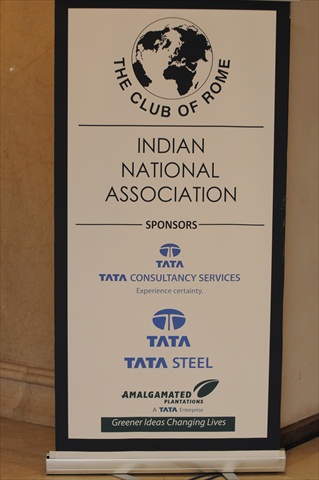 THE CLUB OF ROME
INDIAN
NATIONAL
ASSOCIATION
SPONSORS
TATA
TATA CONSULTANCY SERVICES
Experience certainty.
TATA
TATA STEEL
AMALGAMATED
PLANTATIONS
A TATA Enterprise
Greener Ideas Changing Lives